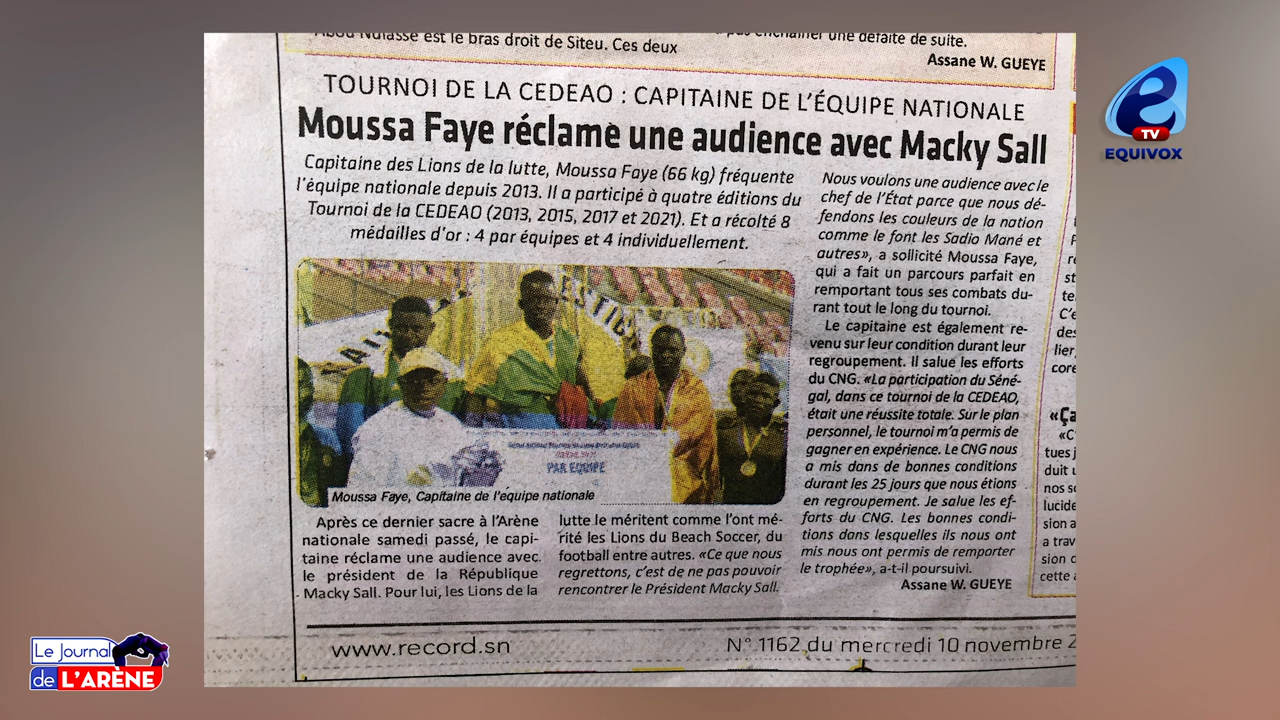 Abou Ndiasse est le bras droit de Siteu. Ces deux
pas enchaîner une défaite de suite.
Assane W. GUEYE
TOURNOI DE LA CEDEAO : CAPITAINE DE L'ÉQUIPE NATIONALE
Moussa Faye réclame une audience avec Macky Sall
Capitaine des Lions de la lutte, Moussa Faye (66 kg) fréquente
l'équipe nationale depuis 2013. Il a participé à quatre éditions du
Tournoi de la CEDEAO (2013, 2015, 2017 et 2021). Et a récolté 8
médailles d'or : 4 par équipes et 4 individuellement.
PAR EQUIPE
Moussa Faye, Capitaine de l'équipe nationale
Après ce dernier sacre à l'Arène
nationale samedi passé, le capi-
taine réclame une audience avec
le président de la République
Macky Sall. Pour lui, les Lions de la
lutte le méritent comme l'ont mé-
rité les Lions du Beach Soccer, du
football entre autres. «Ce que nous
regrettons, c'est de ne pas pouvoir
rencontrer le Président Macky Sall.
Nous voulons une audience avec le
chef de l'État parce que nous dé-
fendons les couleurs de la nation
comme le font les Sadio Mané et
autres», a sollicité Moussa Faye,
qui a fait un parcours parfait en
remportant tous ses combats du-
rant tout le long du tournoi.
Le capitaine est également re-
venu sur leur condition durant leur
regroupement. Il salue les efforts
du CNG. «La participation du Séné-
gal, dans ce tournoi de la CEDEAO,
était une réussite totale. Sur le plan
personnel, le tournoi m'a permis de
gagner en expérience. Le CNG nous
a mis dans de bonnes conditions
durant les 25 jours que nous étions
en regroupement. Je salue les ef-
forts du CNG. Les bonnes condi-
tions dans lesquelles ils nous ont
mis nous ont permis de remporter
le trophée», a-t-il poursuivi.
Assane W. GUEYE
www.record.sn
N° 1162 du mercredi 10 novembre 2
e
TV
EQUIVOX
Le Journal
de L'ARÈNE